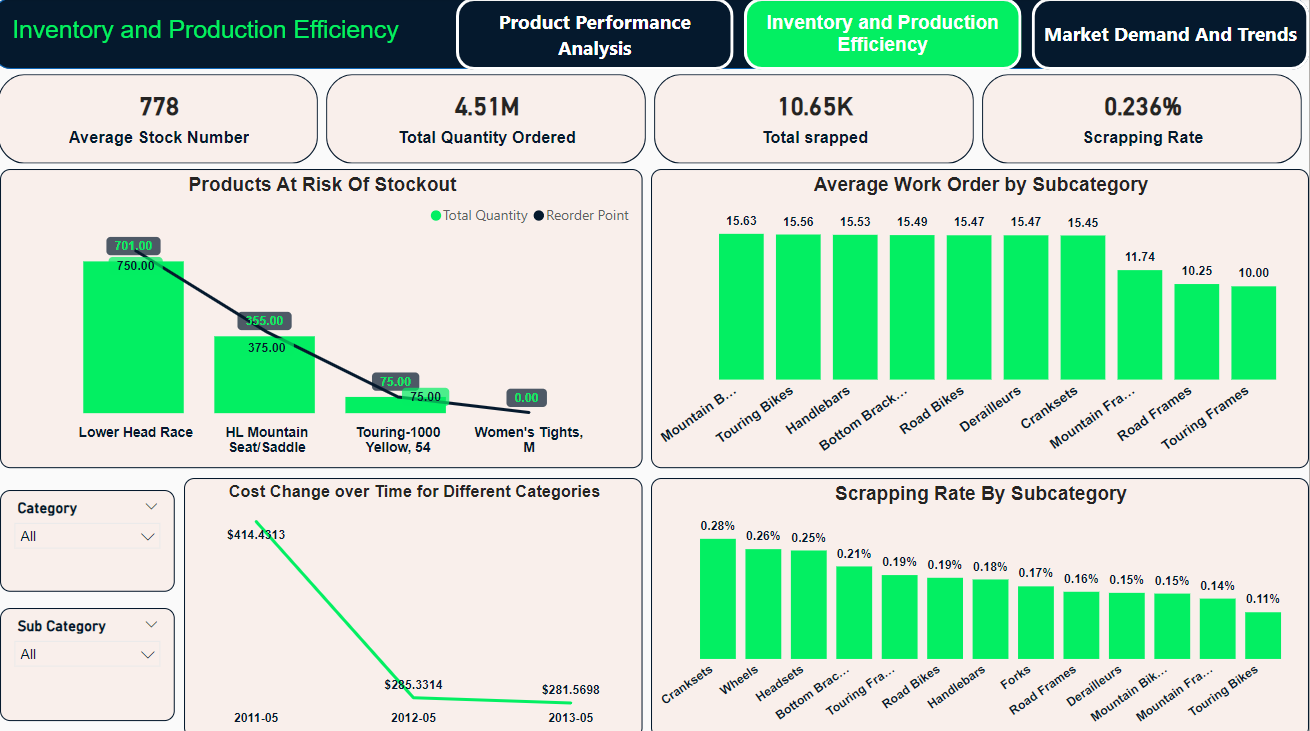 Inventory and Production Efficiency
Product Performance
Analysis
Inventory and Production
Efficiency
Market Demand And Trends
778
Average Stock Number
4.51M
Total Quantity Ordered
10.65K
Total srapped
0.236%
Scrapping Rate
Products At Risk Of Stockout
Total Quantity Reorder Point
701.00
750.00
355.00
375.00
75.00
75.00
0.00
Lower Head Race
HL Mountain
Seat/Saddle
Touring-1000
Yellow, 54
Women's Tights,
M
Average Work Order by Subcategory
15.63 15.56 15.53 15.49 15.47 15.47 15.45 11.74 10.25 10.00
Mountain B...
Touring Bikes
Handlebars
Bottom Brack...
Road Bikes
Derailleurs
Cranksets
Mountain Fra...
Road Frames
Touring Frames
Category
All
Sub Category
All
Cost Change over Time for Different Categories
$414.4313
$285.3314
$281.5698
2011-05 2012-05 2013-05
Scrapping Rate By Subcategory
0.28% 0.26% 0.25% 0.21% 0.19% 0.19% 0.18% 0.17% 0.16% 0.15% 0.15% 0.14% 0.11%
Cranksets
Wheels
Headsets
Bottom Brac...
Touring Fra...
Road Bikes
Handlebars
Forks
Road Frames
Derailleurs
Mountain Bik...
Mountain Fra...
Touring Bikes